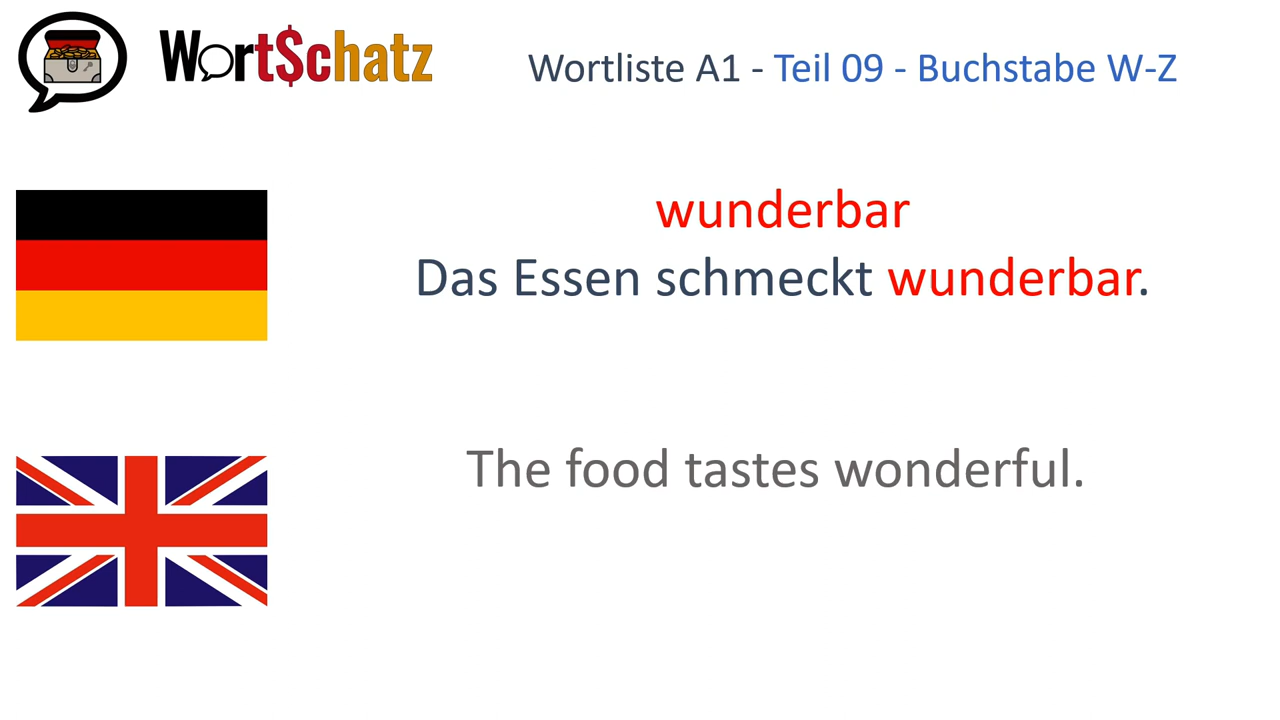 Wort$chatz
Wortliste A1 - Teil 09 - Buchstabe W-Z
wunderbar
Das Essen schmeckt wunderbar.
The food tastes wonderful.